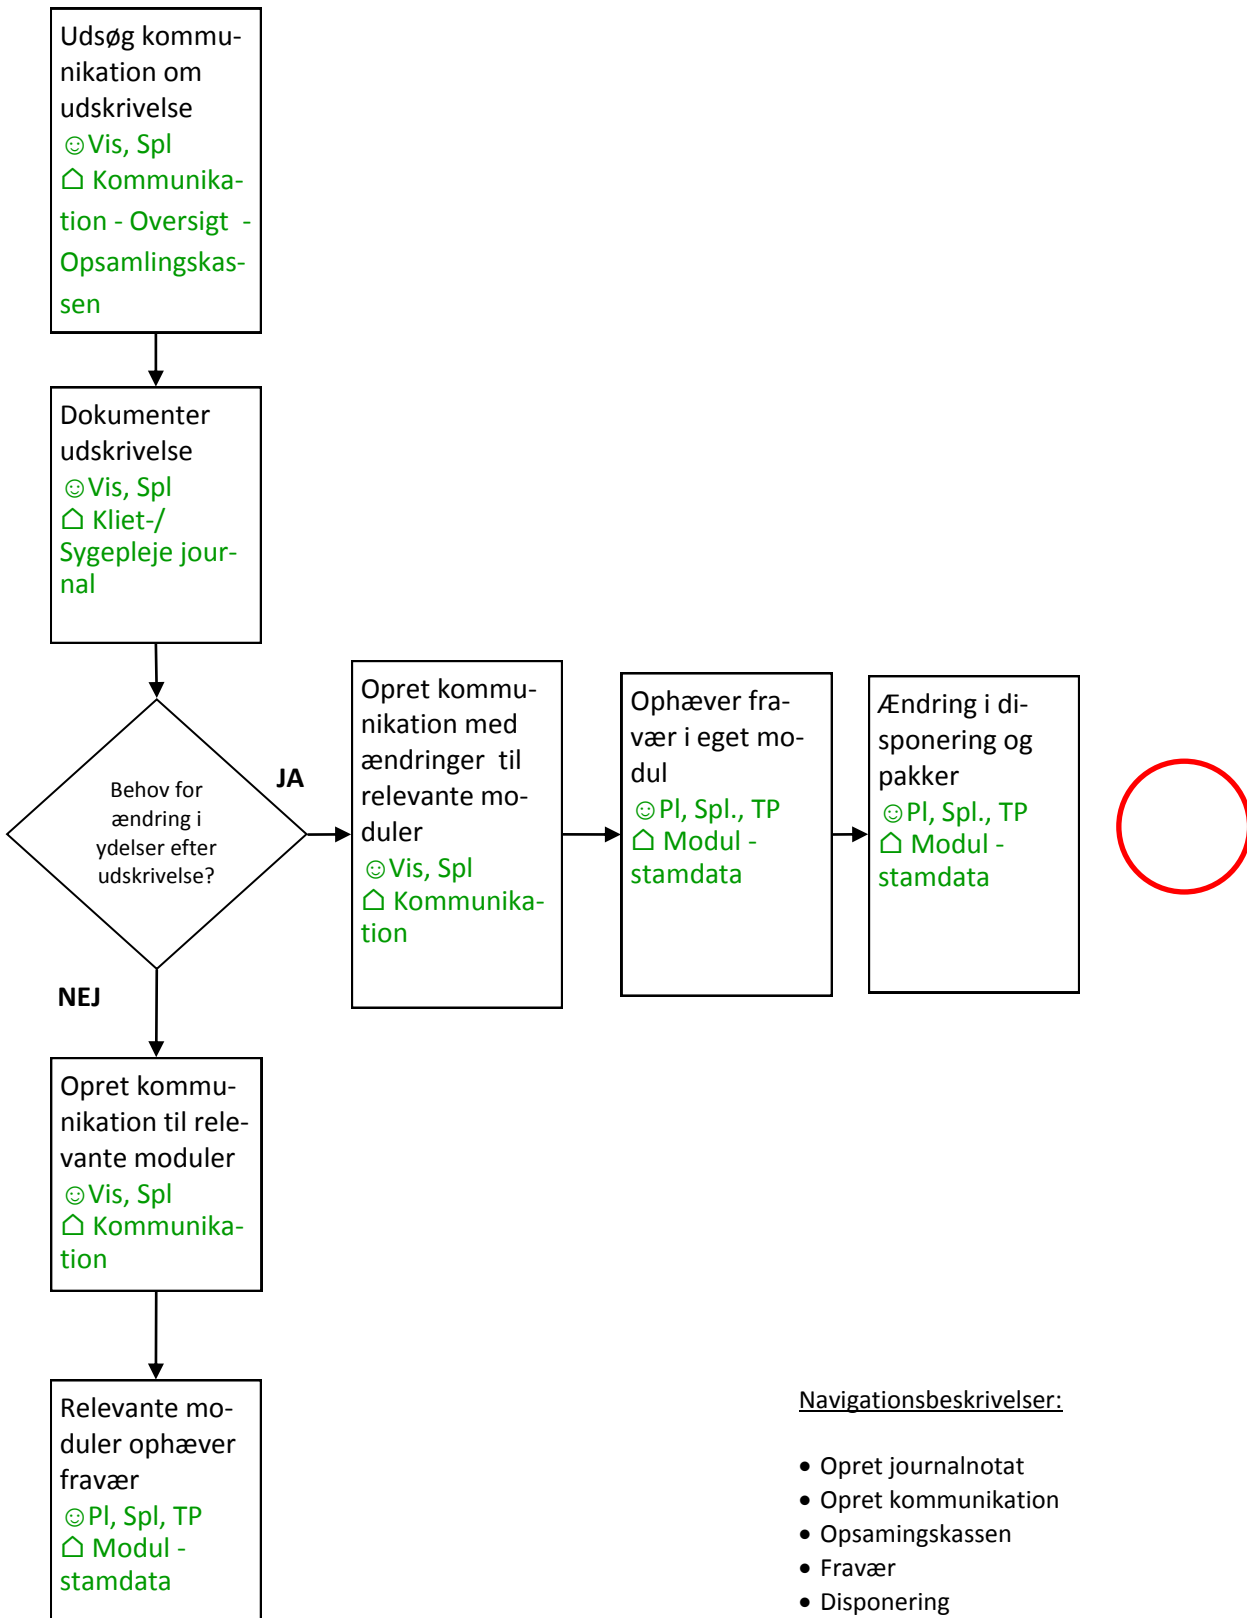 Udsøg kommu-
nikation om
udskrivelse
☺Vis, Spl
⌂ Kommunika-
tion - Oversigt -
Opsamlingskas-
sen
Dokumenter
udskrivelse
☺Vis, Spl
⌂ Kliet-/
Sygepleje jour-
nal
Behov for
ændring i
ydelser efter
udskrivelse?
JA
Opret kommu-
nikation med
ændringer til
relevante mo-
duler
☺Vis, Spl
⌂ Kommunika-
tion
Ophæver fra-
vær i eget mo-
dul
☺Pl, Spl., TP
⌂ Modul -
stamdata
Ændring i di-
sponering og
pakker
☺Pl, Spl., TP
⌂ Modul -
stamdata
NEJ
Opret kommu-
nikation til rele-
vante moduler
☺Vis, Spl
⌂ Kommunika-
tion
Relevante mo-
duler ophæver
fravær
☺Pl, Spl, TP
⌂ Modul -
stamdata
Navigationsbeskrivelser:
• Opret journalnotat
• Opret kommunikation
• Opsamingskassen
• Fravær
• Disponering